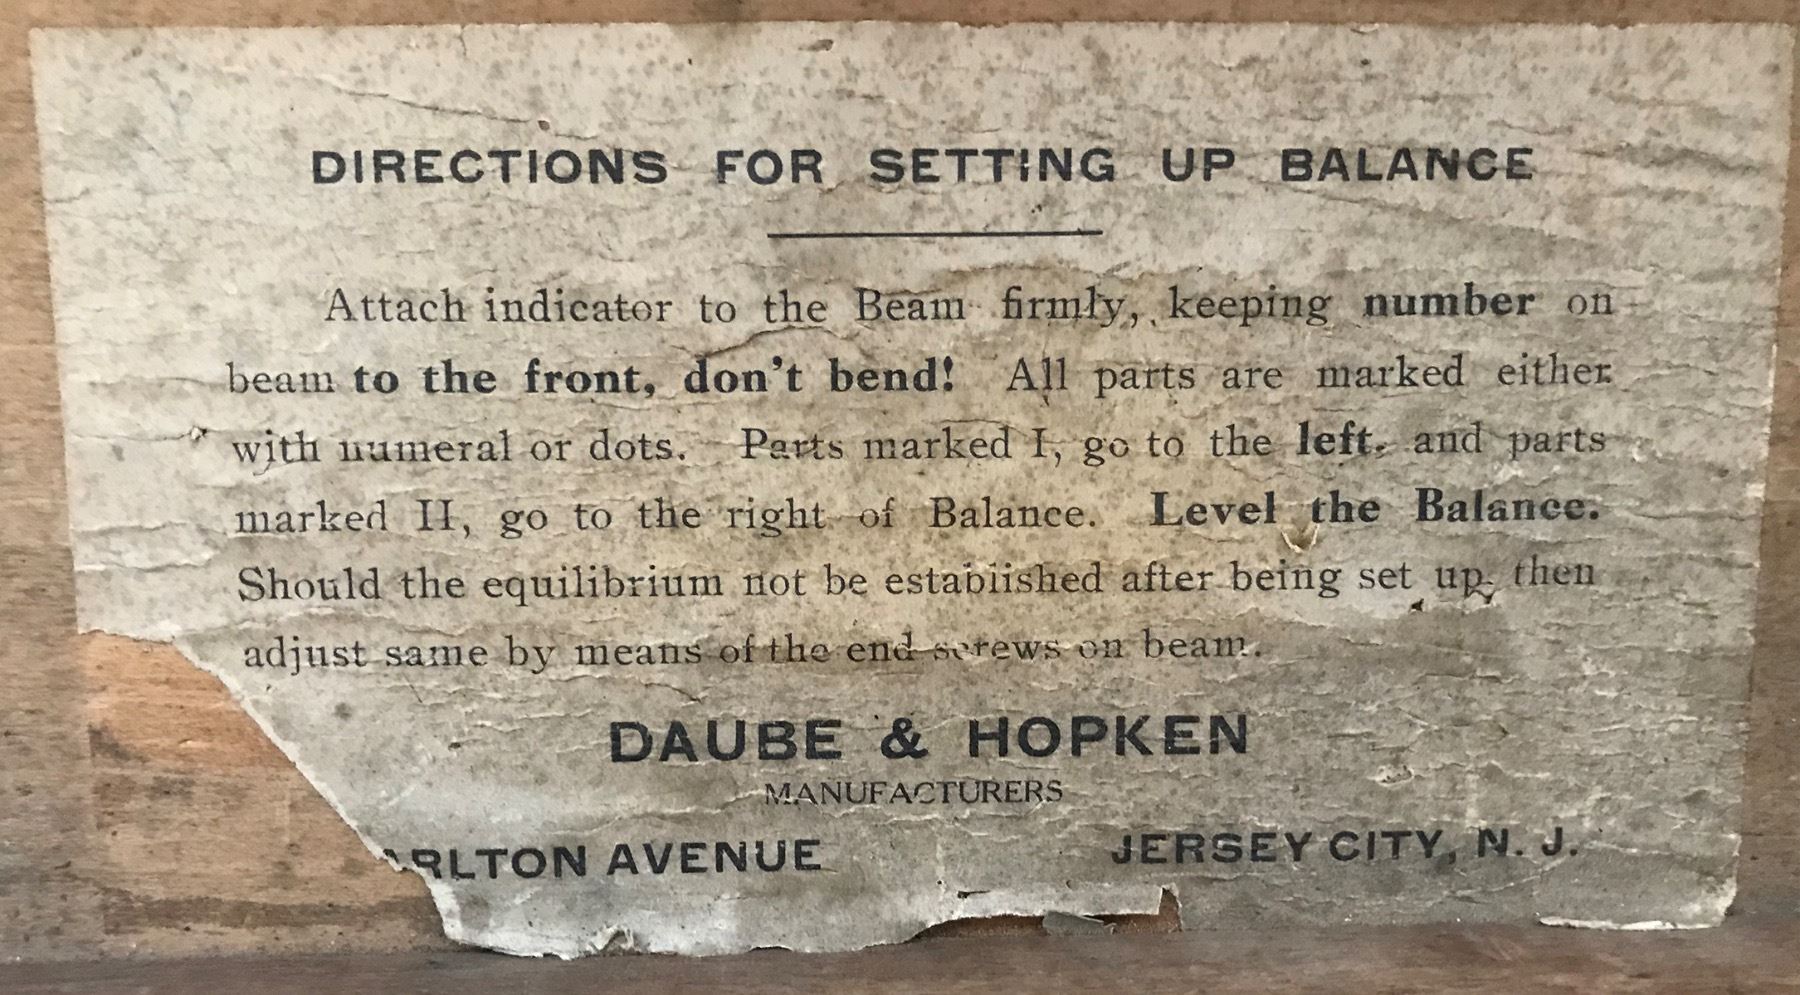 DIRECTIONS FOR SETTING UP BALANCE
Attach indicator to the Beam firmly, keeping number on
beam to the front, don't bend! All parts are marked either
with numeral or dots. Parts marked I, go to the left, and parts
marked II, go to the right of Balance. Level the Balance.
Should the equilibrium not be established after being set up, then
adjust same by means of the end screws on beam.
DAUBE & HOPKEN
MANUFACTURERS
ARLTON AVENUE JERSEY CITY, N. J.